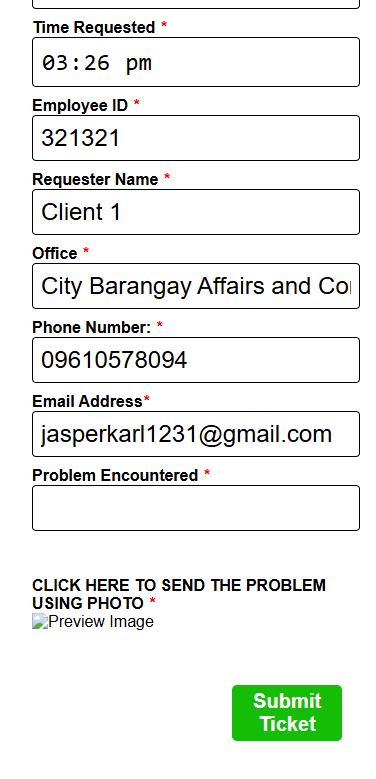 Time Requested *
03:26 pm
Employee ID *
321321
Requester Name *
Client 1
Office *
City Barangay Affairs and Co
Phone Number: *
09610578094
Email Address*
jasperkarl1231@gmail.com
Problem Encountered *
CLICK HERE TO SEND THE PROBLEM
USING PHOTO *
Preview Image
Submit
Ticket